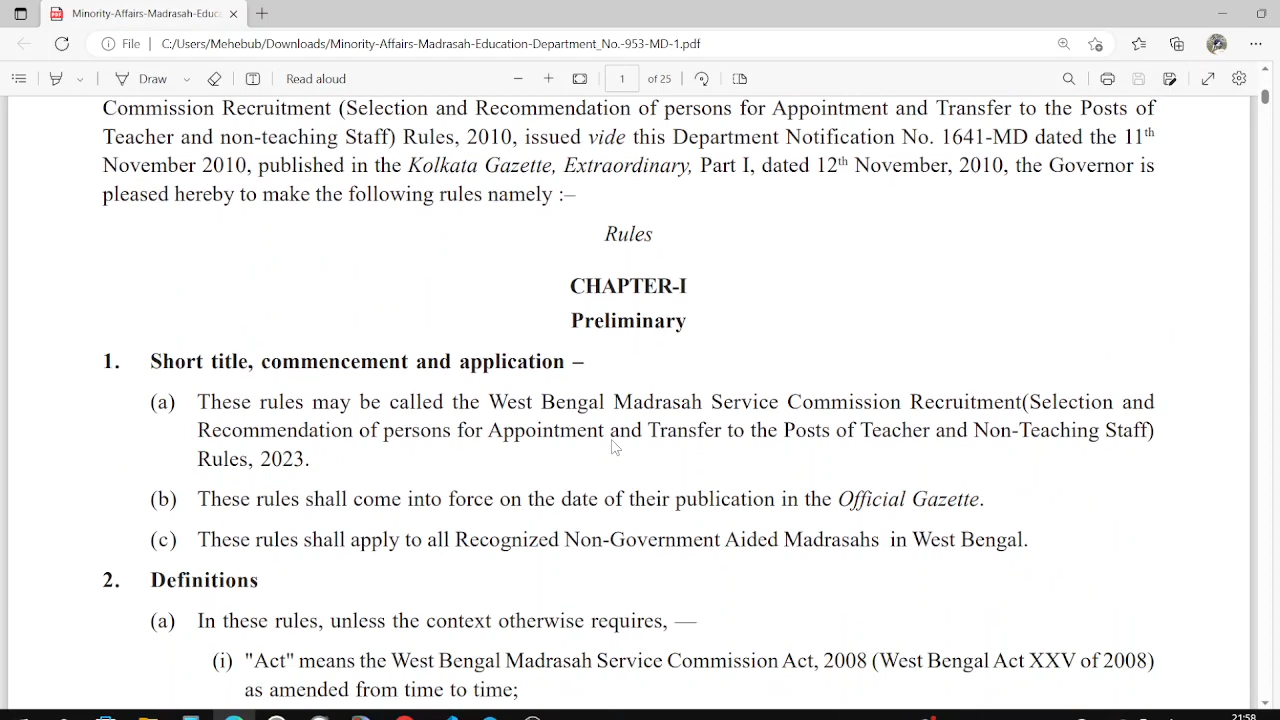 Minority-Affairs-Madrasah-Educ
File | C:/Users/Mehebub/Downloads/Minority-Affairs-Madrasah-Education-Department_No.-953-MD-1.pdf
Draw Read aloud 1 of 25
Commission Recruitment (Selection and Recommendation of persons for Appointment and Transfer to the Posts of
Teacher and non-teaching Staff) Rules, 2010, issued vide this Department Notification No. 1641-MD dated the 11th
November 2010, published in the Kolkata Gazette, Extraordinary, Part I, dated 12th November, 2010, the Governor is
pleased hereby to make the following rules namely :–
Rules
CHAPTER-I
Preliminary
1. Short title, commencement and application –
(a) These rules may be called the West Bengal Madrasah Service Commission Recruitment(Selection and
Recommendation of persons for Appointment and Transfer to the Posts of Teacher and Non-Teaching Staff)
Rules, 2023.
(b) These rules shall come into force on the date of their publication in the Official Gazette.
(c) These rules shall apply to all Recognized Non-Government Aided Madrasahs in West Bengal.
2. Definitions
(a) In these rules, unless the context otherwise requires, —
(i) "Act" means the West Bengal Madrasah Service Commission Act, 2008 (West Bengal Act XXV of 2008)
as amended from time to time;
21:58